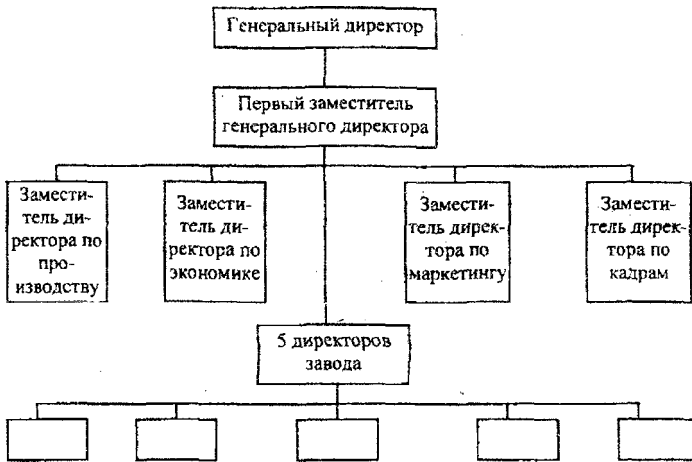 Генеральный директор
Первый заместитель
генерального директора
Замести-
тель ди-
ректора по
про-
изводству
Замести-
тель ди-
ректора по
экономике
Замести-
тель дирек-
тора по
маркетингу
Замести-
тель дирек-
тора по
кадрам
5 директоров
завода